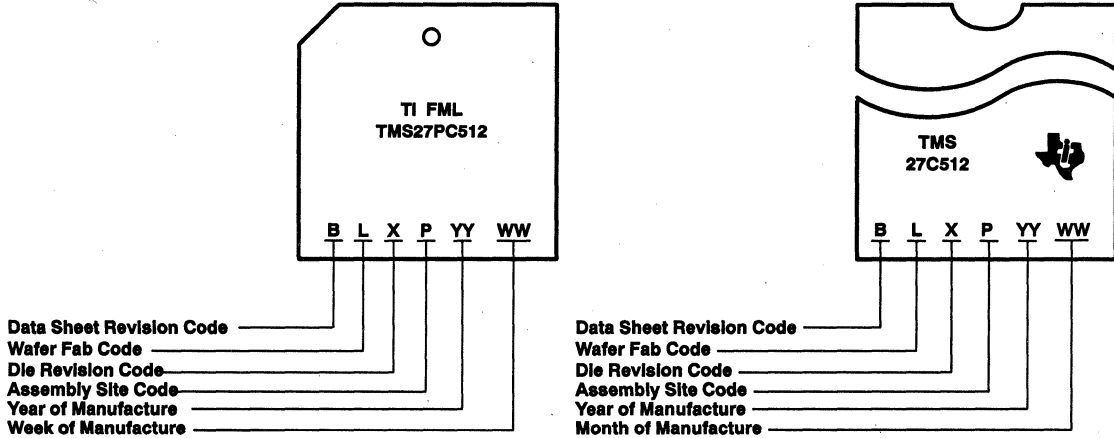 TI FML
TMS27PC512
B L X P YY WW
Data Sheet Revision Code
Wafer Fab Code
Die Revision Code
Assembly Site Code
Year of Manufacture
Week of Manufacture
TMS
27C512
B L X P YY WW
Data Sheet Revision Code
Wafer Fab Code
Die Revision Code
Assembly Site Code
Year of Manufacture
Month of Manufacture